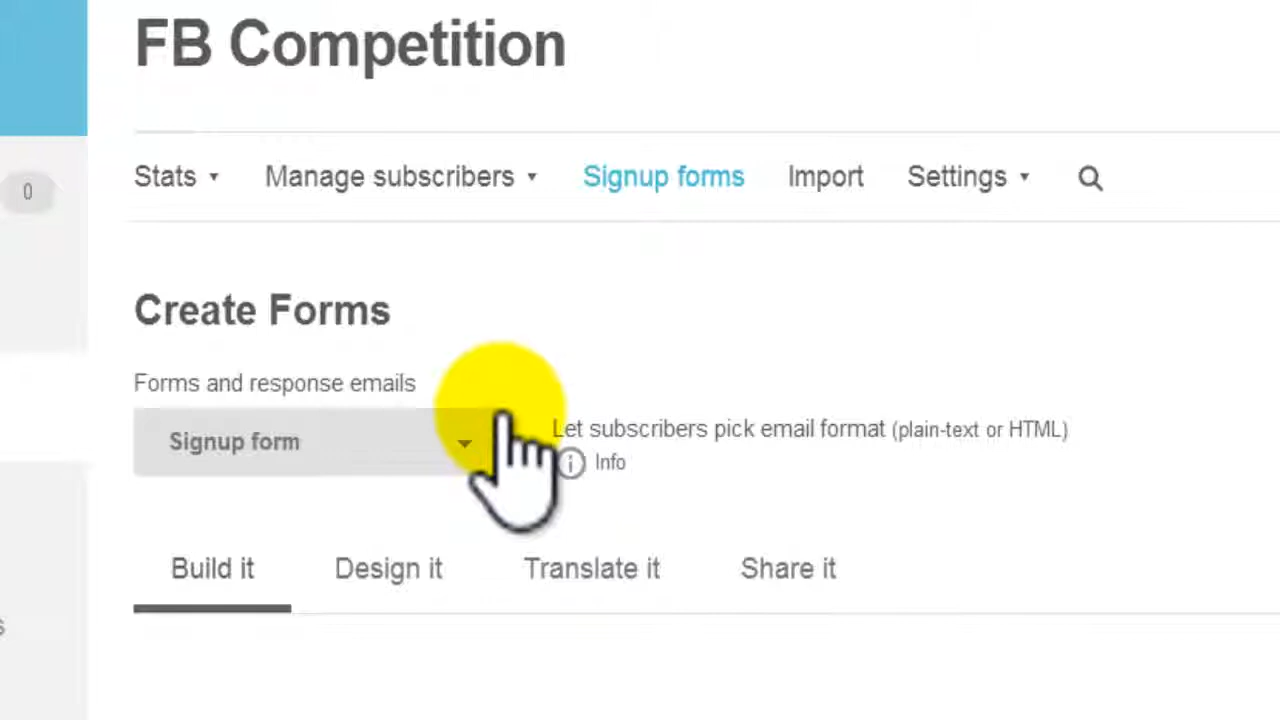 FB Competition
Stats Manage subscribers Signup forms Import Settings
0
Create Forms
Forms and response emails
Signup form
Let subscribers pick email format (plain-text or HTML)
Info
Build it Design it Translate it Share it
s